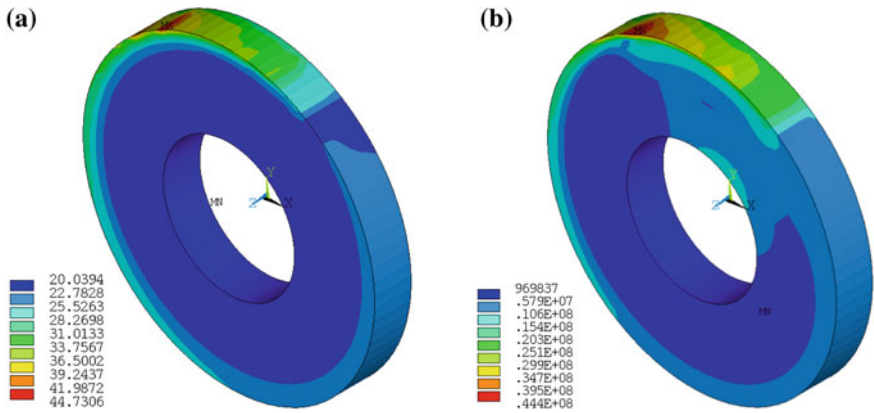 (a)
MX
Y
Z
X
MN
20.0394
22.7828
25.5263
28.2698
31.0133
33.7567
36.5002
39.2437
41.9872
44.7306
(b)
MX
Y
Z
X
MN
969837
.579E+07
.106E+08
.154E+08
.203E+08
.251E+08
.299E+08
.347E+08
.395E+08
.444E+08